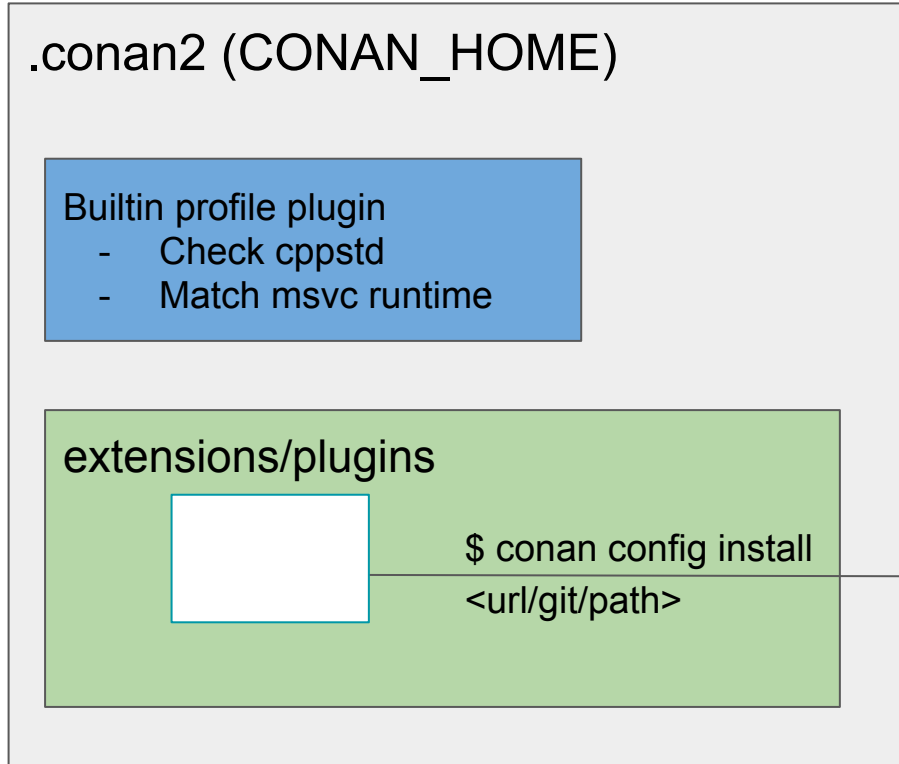 .conan2 (CONAN_HOME)
Builtin profile plugin
- Check cppstd
- Match msvc runtime
extensions/plugins
$ conan config install
<url/git/path>